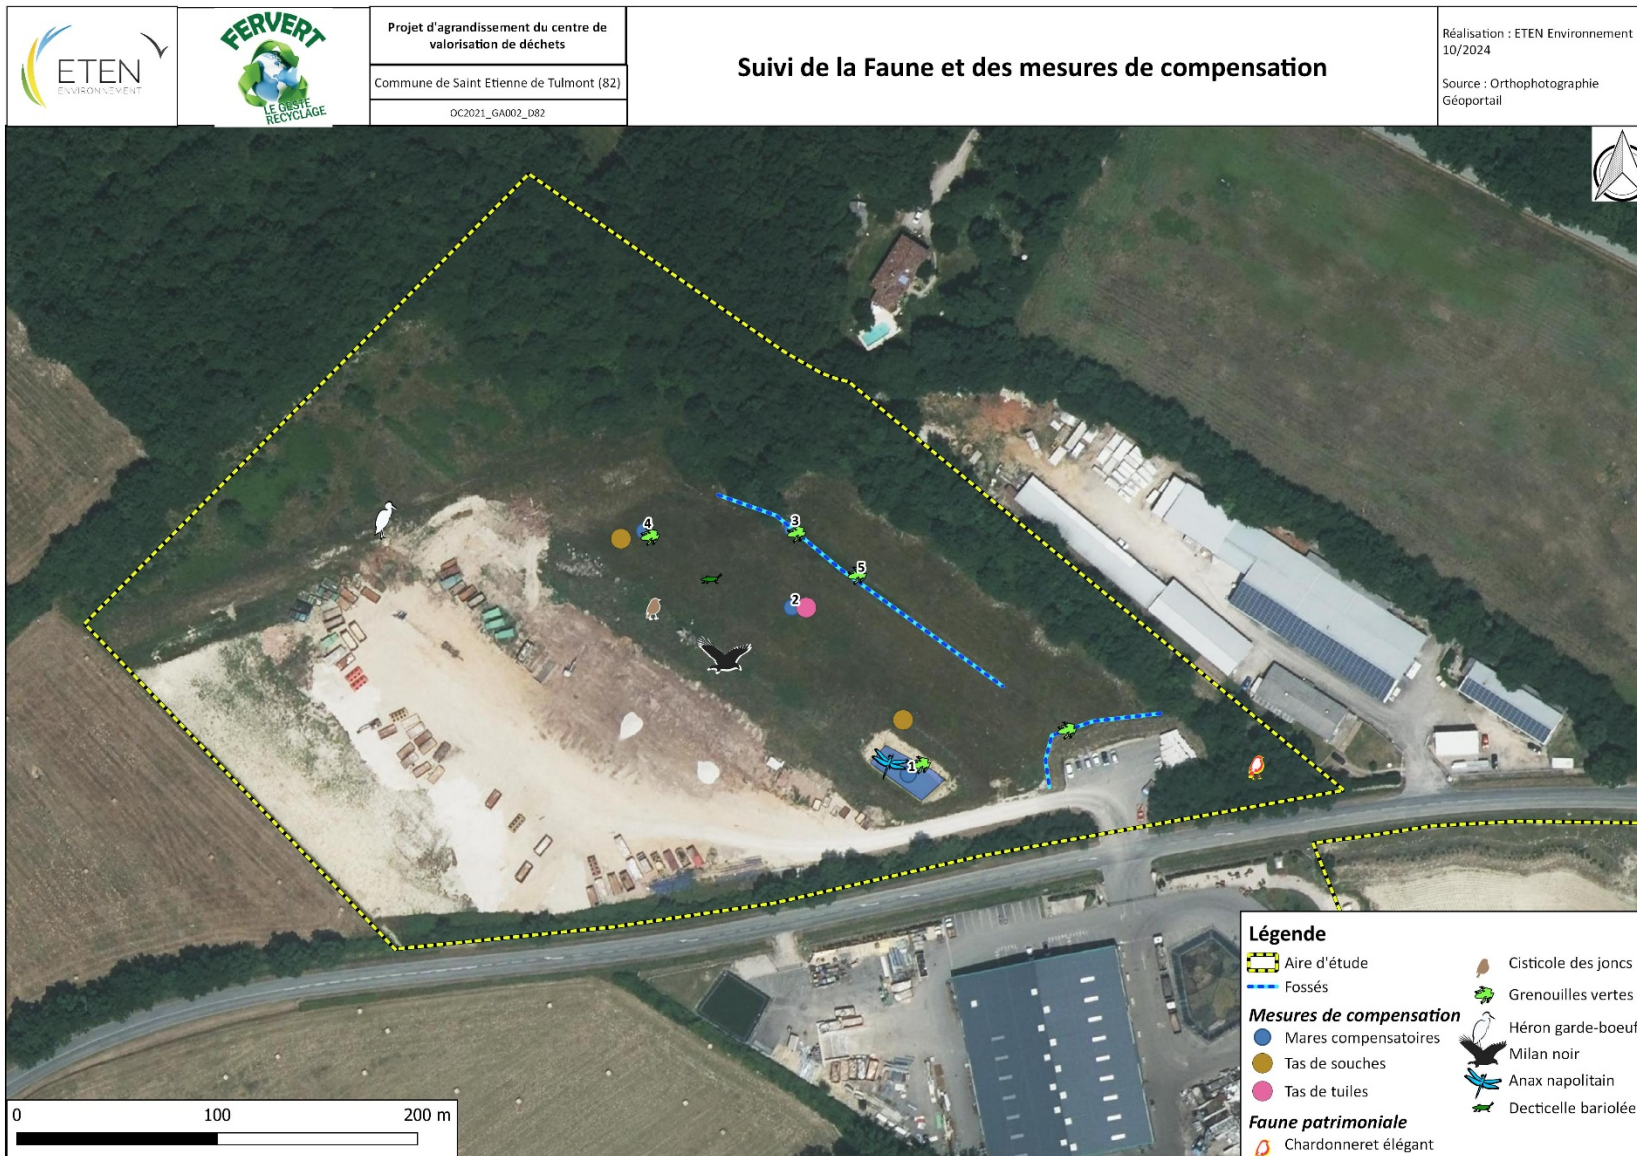 ETEN
ENVIRONNEMENT
FERVERT
LE GESTE
RECYCLAGE
Projet d'agrandissement du centre de
valorisation de déchets
Commune de Saint Etienne de Tulmont (82)
OC2021_GA002_D82
Suivi de la Faune et des mesures de compensation
Réalisation : ETEN Environnement
10/2024
Source : Orthophotographie
Géoportail
4
3
5
2
1
Légende
Aire d'étude
Fossés
Mesures de compensation
Mares compensatoires
Tas de souches
Tas de tuiles
Faune patrimoniale
Chardonneret élégant
Cisticole des joncs
Grenouilles vertes
Héron garde-boeuf
Milan noir
Anax napolitain
Decticelle bariolée
0 100 200 m